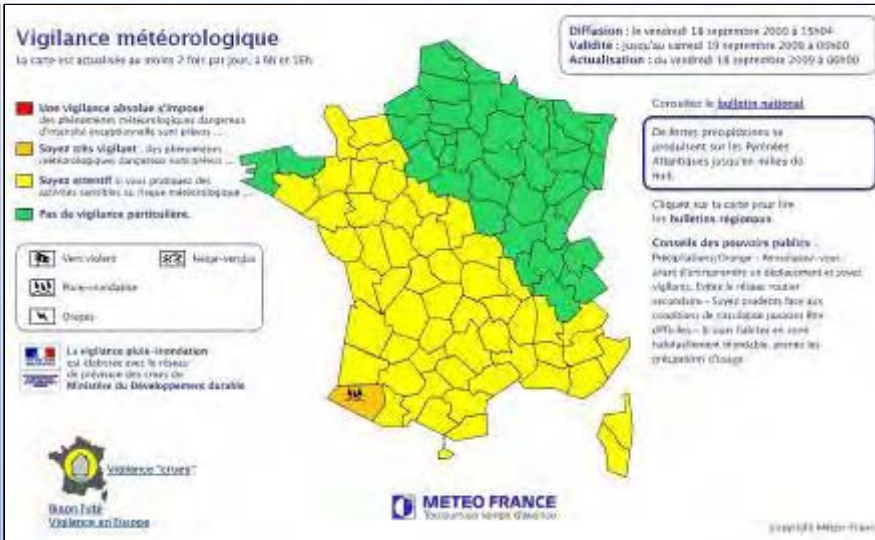 Vigilance météorologique
La carte est actualisée au moins 2 fois par jour, à 6h et 16h
Diffusion : le vendredi 18 septembre 2009 à 15h04
Validité : jusqu'au samedi 19 septembre 2009 à 06h00
Actualisation : du vendredi 18 septembre 2009 à 06h00
Une vigilance absolue s'impose
des phénomènes météorologiques dangereux
d'intensité exceptionnelle sont prévus ...
Soyez très vigilant, des phénomènes
météorologiques dangereux sont prévus ...
Soyez attentif si vous pratiquez des
activités sensibles au risque météorologique ...
Pas de vigilance particulière.
Vent violent
Neige-verglas
Pluie-inondation
Orages
La vigilance pluie-inondation
est élaborée avec le réseau
de prévision des crues du
Ministère du Développement durable
Consultez le bulletin national
De fortes précipitations se
produisent sur les Pyrénées
Atlantiques jusqu'en milieu de
nuit.
Cliquez sur la carte pour lire
les bulletins régionaux
Conseils des pouvoirs publics :
Précipitations/Orange - Renseignez-vous
avant d'entreprendre un déplacement et soyez
vigilants. Evitez le réseau routier
secondaire - Soyez prudents face aux
conditions de circulation pouvant être
difficiles - Si vous habitez en zone
habituellement inondable, prenez les
précautions d'usage
Vigilance "crues"
Bison Futé
Vigilance en Europe
METEO FRANCE
Toujours un temps d'avance
copyright Météo-France